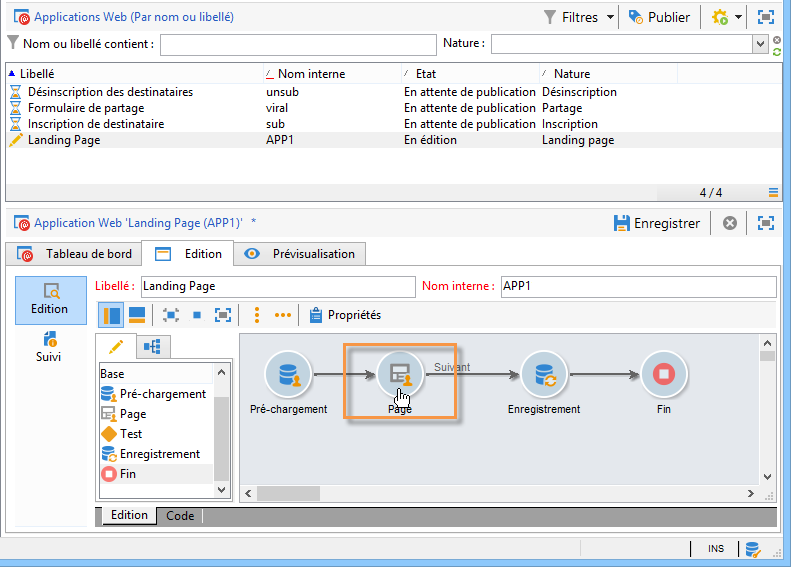 Applications Web (Par nom ou libellé) Filtres Publier
Nom ou libellé contient : Nature :
Libellé Nom interne Etat Nature
Désinscription des destinataires unsub En attente de publication Désinscription
Formulaire de partage viral En attente de publication Partage
Inscription de destinataire sub En attente de publication Inscription
Landing Page APP1 En édition Landing page
4 / 4
Application Web 'Landing Page (APP1)' * Enregistrer
Tableau de bord Edition Prévisualisation
Edition
Suivi
Libellé : Landing Page Nom interne : APP1
Propriétés
Base
Pré-chargement
Page
Test
Enregistrement
Fin
Suivant
Pré-chargement Page Enregistrement Fin
Edition Code
INS